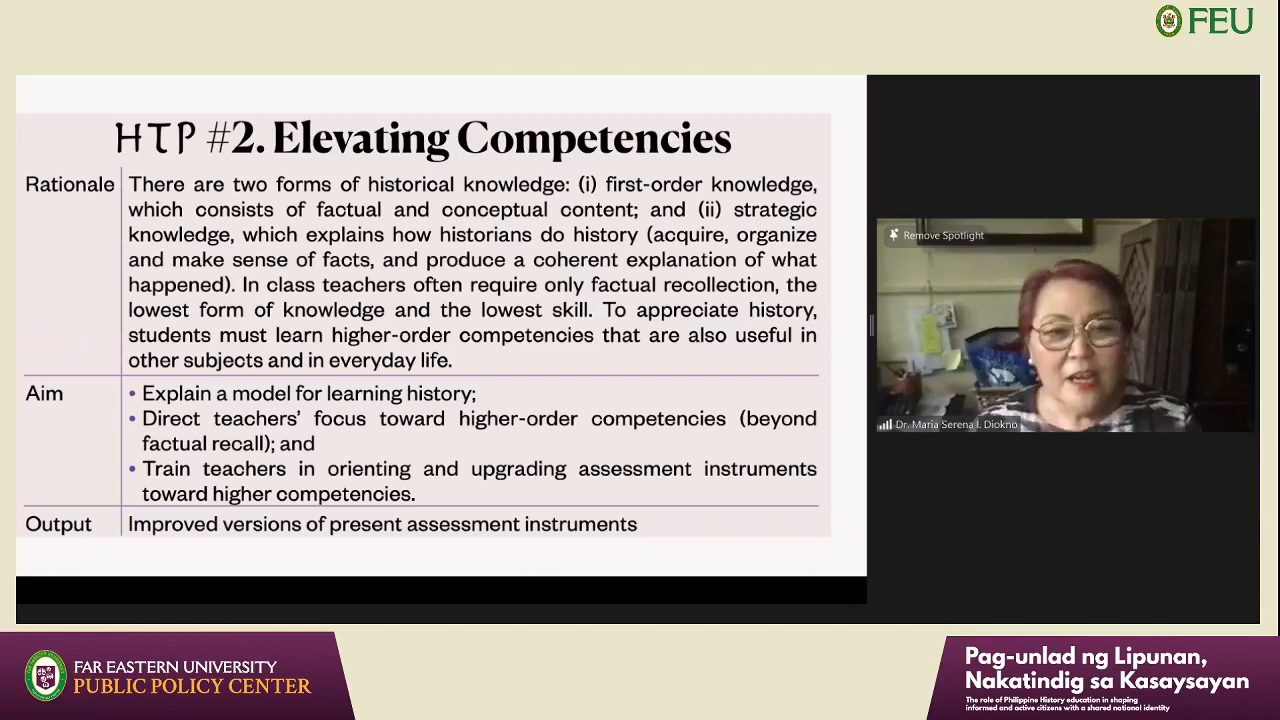 FEU
HTP #2. Elevating Competencies
Rationale
There are two forms of historical knowledge: (i) first-order knowledge,
which consists of factual and conceptual content; and (ii) strategic
knowledge, which explains how historians do history (acquire, organize
and make sense of facts, and produce a coherent explanation of what
happened). In class teachers often require only factual recollection, the
lowest form of knowledge and the lowest skill. To appreciate history,
students must learn higher-order competencies that are also useful in
other subjects and in everyday life.
Aim
• Explain a model for learning history;
• Direct teachers’ focus toward higher-order competencies (beyond
factual recall); and
• Train teachers in orienting and upgrading assessment instruments
toward higher competencies.
Output
Improved versions of present assessment instruments
Remove Spotlight
Dr. Maria Serena I. Diokno
FAR EASTERN UNIVERSITY
PUBLIC POLICY CENTER
Pag-unlad ng Lipunan,
Nakatindig sa Kasaysayan
The role of Philippine History education in shaping
informed and active citizens with a shared national identity